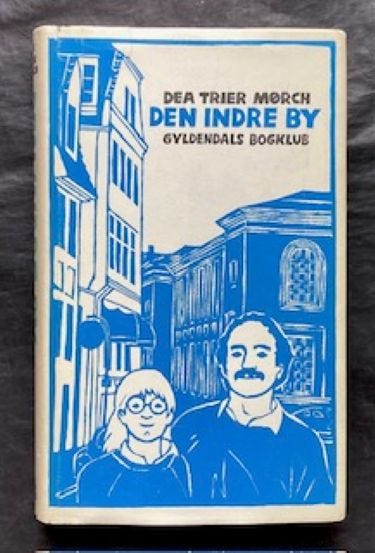 DEA TRIER MØRCH
DEN INDRE BY
GYLDENDALS BOGKLUB